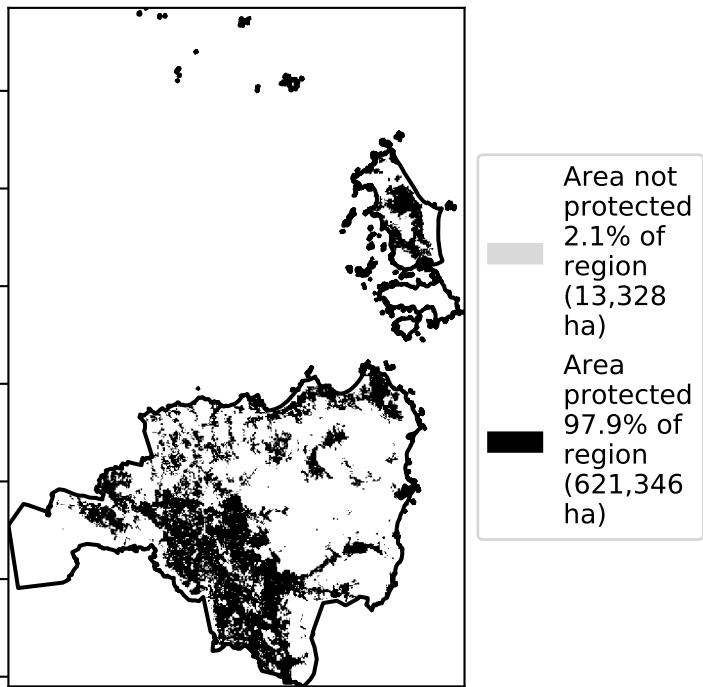 Area not
protected
2.1% of
region
(13,328
ha)
Area
protected
97.9% of
region
(621,346
ha)